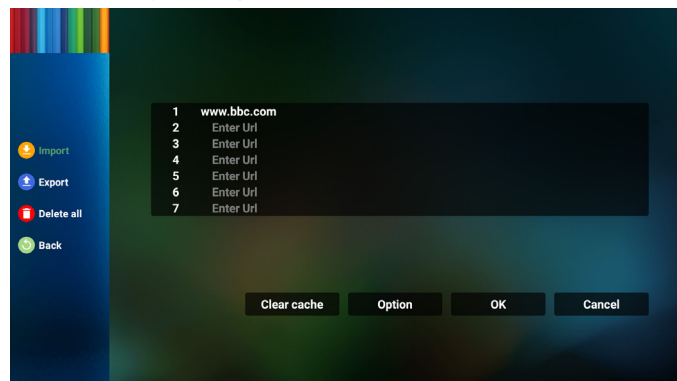 1 www.bbc.com
2 Enter Url
3 Enter Url
4 Enter Url
5 Enter Url
6 Enter Url
7 Enter Url
Import
Export
Delete all
Back
Clear cache Option OK Cancel